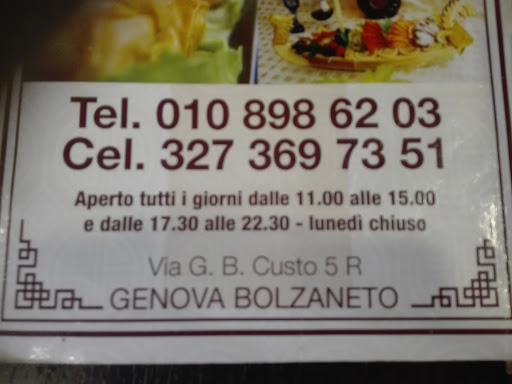 Tel. 010 898 62 03
Cel. 327 369 73 51
Aperto tutti i giorni dalle 11.00 alle 15.00
e dalle 17.30 alle 22.30 - lunedì chiuso
Via G. B. Custo 5 R
GENOVA BOLZANETO